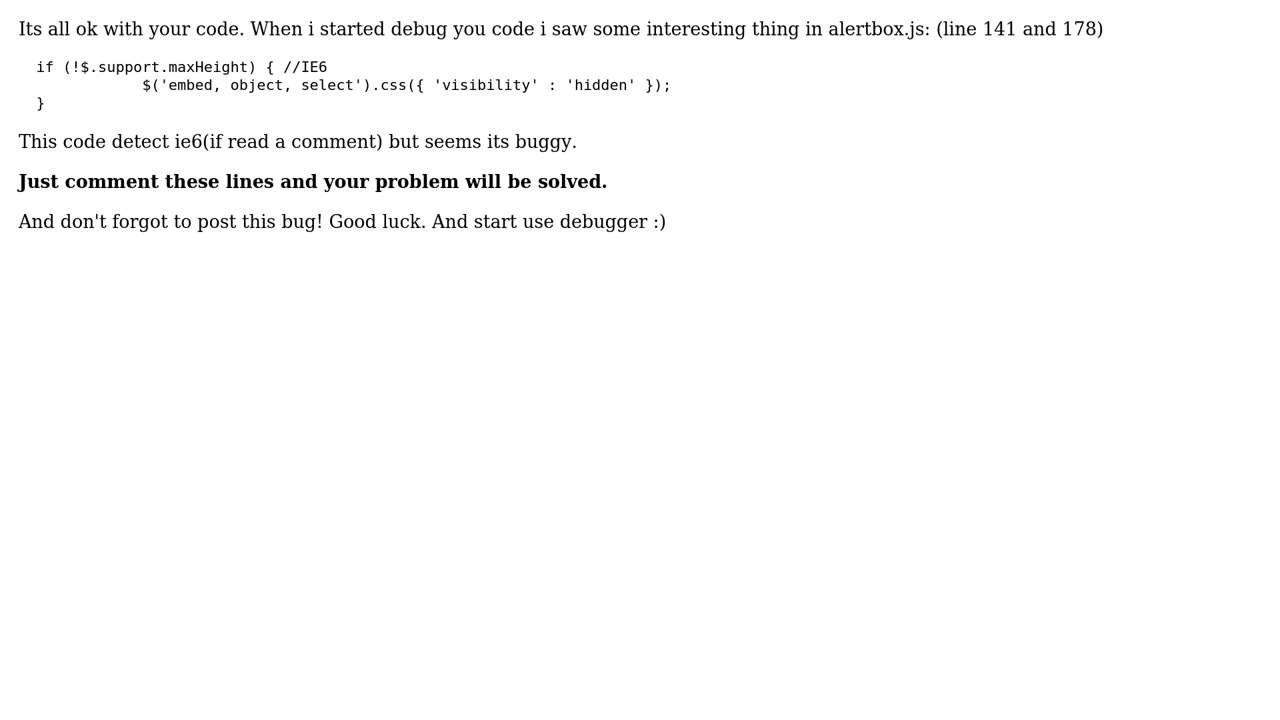 Its all ok with your code. When i started debug you code i saw some interesting thing in alertbox.js: (line 141 and 178)
if (!$.support.maxHeight) { //IE6
            $('embed, object, select').css({ 'visibility' : 'hidden' });
}
This code detect ie6(if read a comment) but seems its buggy.
Just comment these lines and your problem will be solved.
And don't forgot to post this bug! Good luck. And start use debugger :)